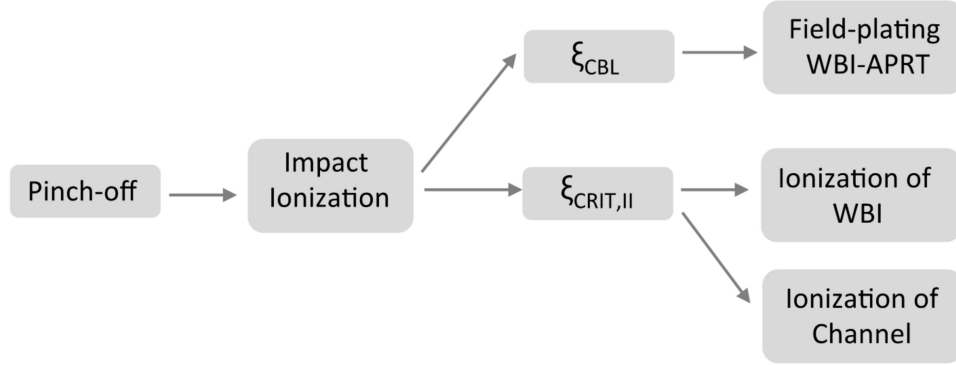 Pinch-off
Impact
Ionization
ξCBL
ξCRIT,II
Field-plating
WBI-APRT
Ionization of
WBI
Ionization of
Channel